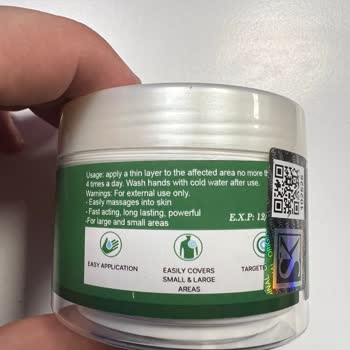 Usage: apply a thin layer to the affected area no more
4 times a day. Wash hands with cold water after use.
Warnings: For external use only.
- Easily massages into skin
- Fast acting, long lasting, powerful
-For large and small areas
E.X.P: 12/
EASY APPLICATION
EASILY COVERS
SMALL & LARGE
AREAS